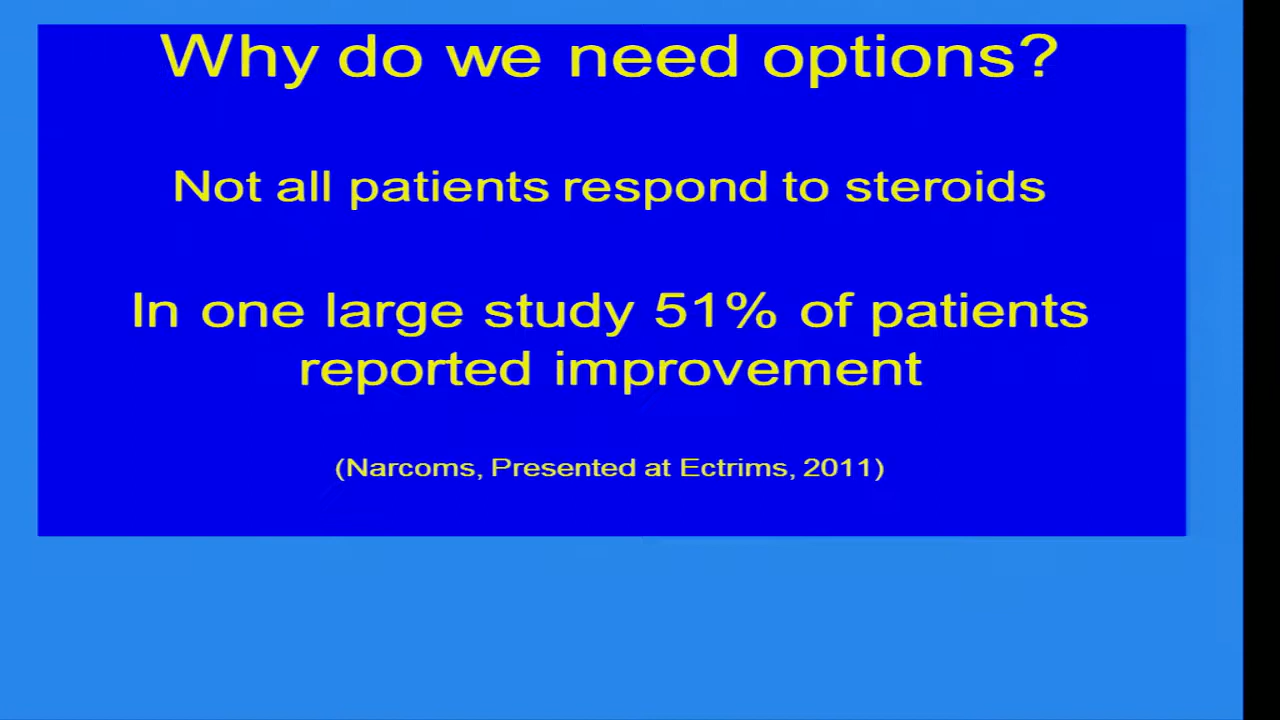 Why do we need options?
Not all patients respond to steroids
In one large study 51% of patients
reported improvement
(Narcoms, Presented at Ectrims, 2011)